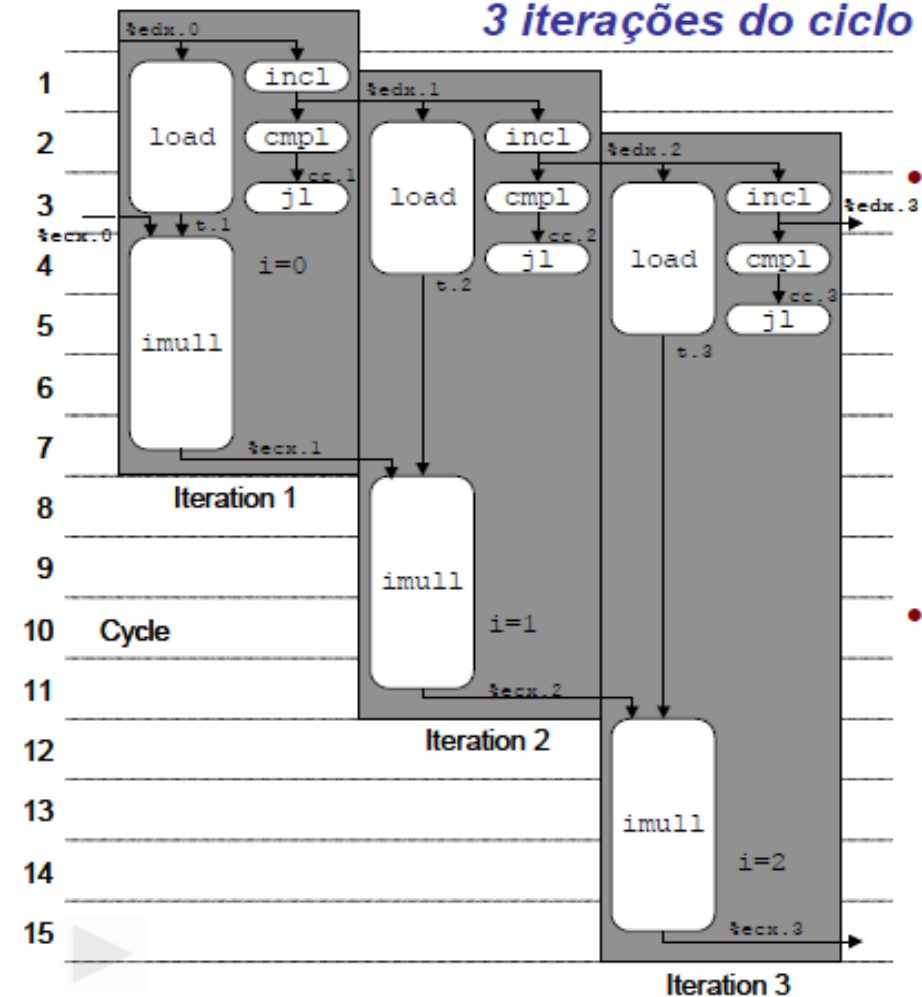 3 iterações do ciclo
%edx.0
1 incl %edx.1
2 load cmpl incl %edx.2
cc.1
3 jl load cmpl load incl %edx.3
%ecx.0 t.1 cc.2
4 i=0 jl cmpl
t.2 cc.3
5 imull jl
t.3
6
7 %ecx.1
Iteration 1
8
9 imull
10 Cycle i=1
11 %ecx.2
Iteration 2
12
13 imull
14 i=2
15 %ecx.3
Iteration 3